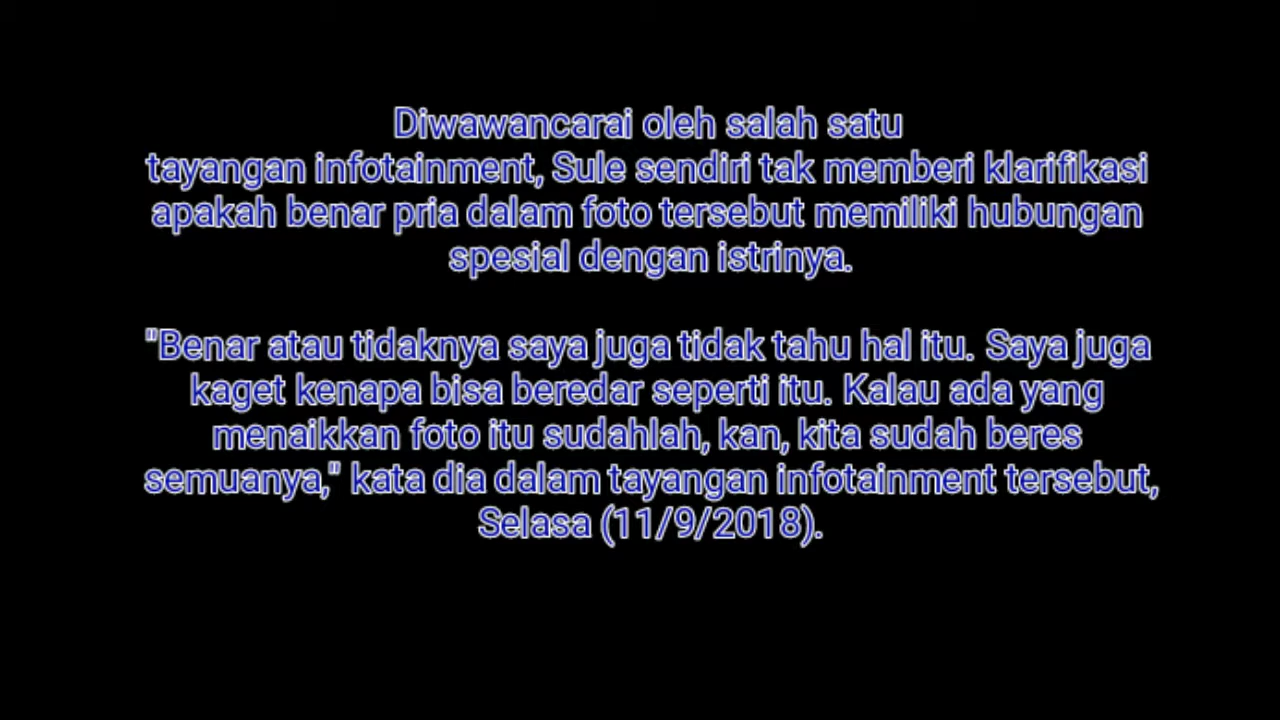 Diwawancarai oleh salah satu
tayangan infotainment, Sule sendiri tak memberi klarifikasi
apakah benar pria dalam foto tersebut memiliki hubungan
spesial dengan istrinya.
"Benar atau tidaknya saya juga tidak tahu hal itu. Saya juga
kaget kenapa bisa beredar seperti itu. Kalau ada yang
menaikkan foto itu sudahlah, kan, kita sudah beres
semuanya," kata dia dalam tayangan infotainment tersebut,
Selasa (11/9/2018).